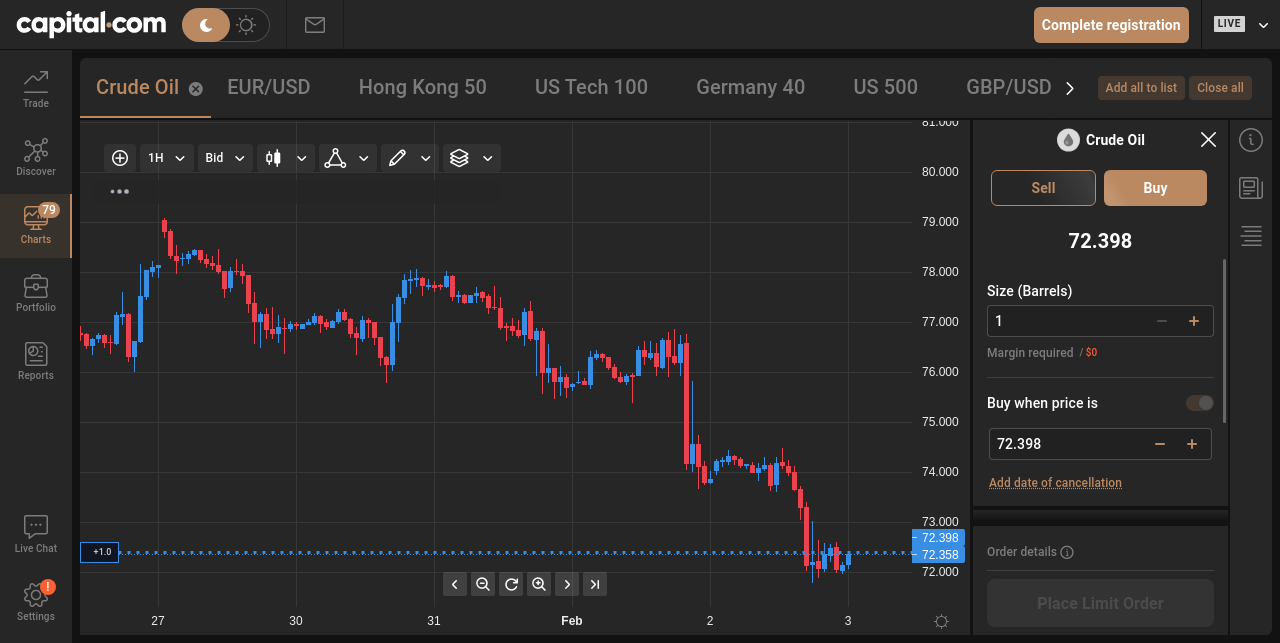 capital.com
Complete registration
LIVE
Trade
Discover
79
Charts
Portfolio
Reports
Live Chat
!
Settings
Crude Oil
EUR/USD
Hong Kong 50
US Tech 100
Germany 40
US 500
GBP/USD
Add all to list
Close all
1H
Bid
81.000
80.000
79.000
78.000
77.000
76.000
75.000
74.000
73.000
72.398
72.358
72.000
+1.0
27
30
31
Feb
2
3
Crude Oil
Sell
Buy
72.398
Size (Barrels)
1
Margin required / $0
Buy when price is
72.398
Add date of cancellation
Order details
Place Limit Order